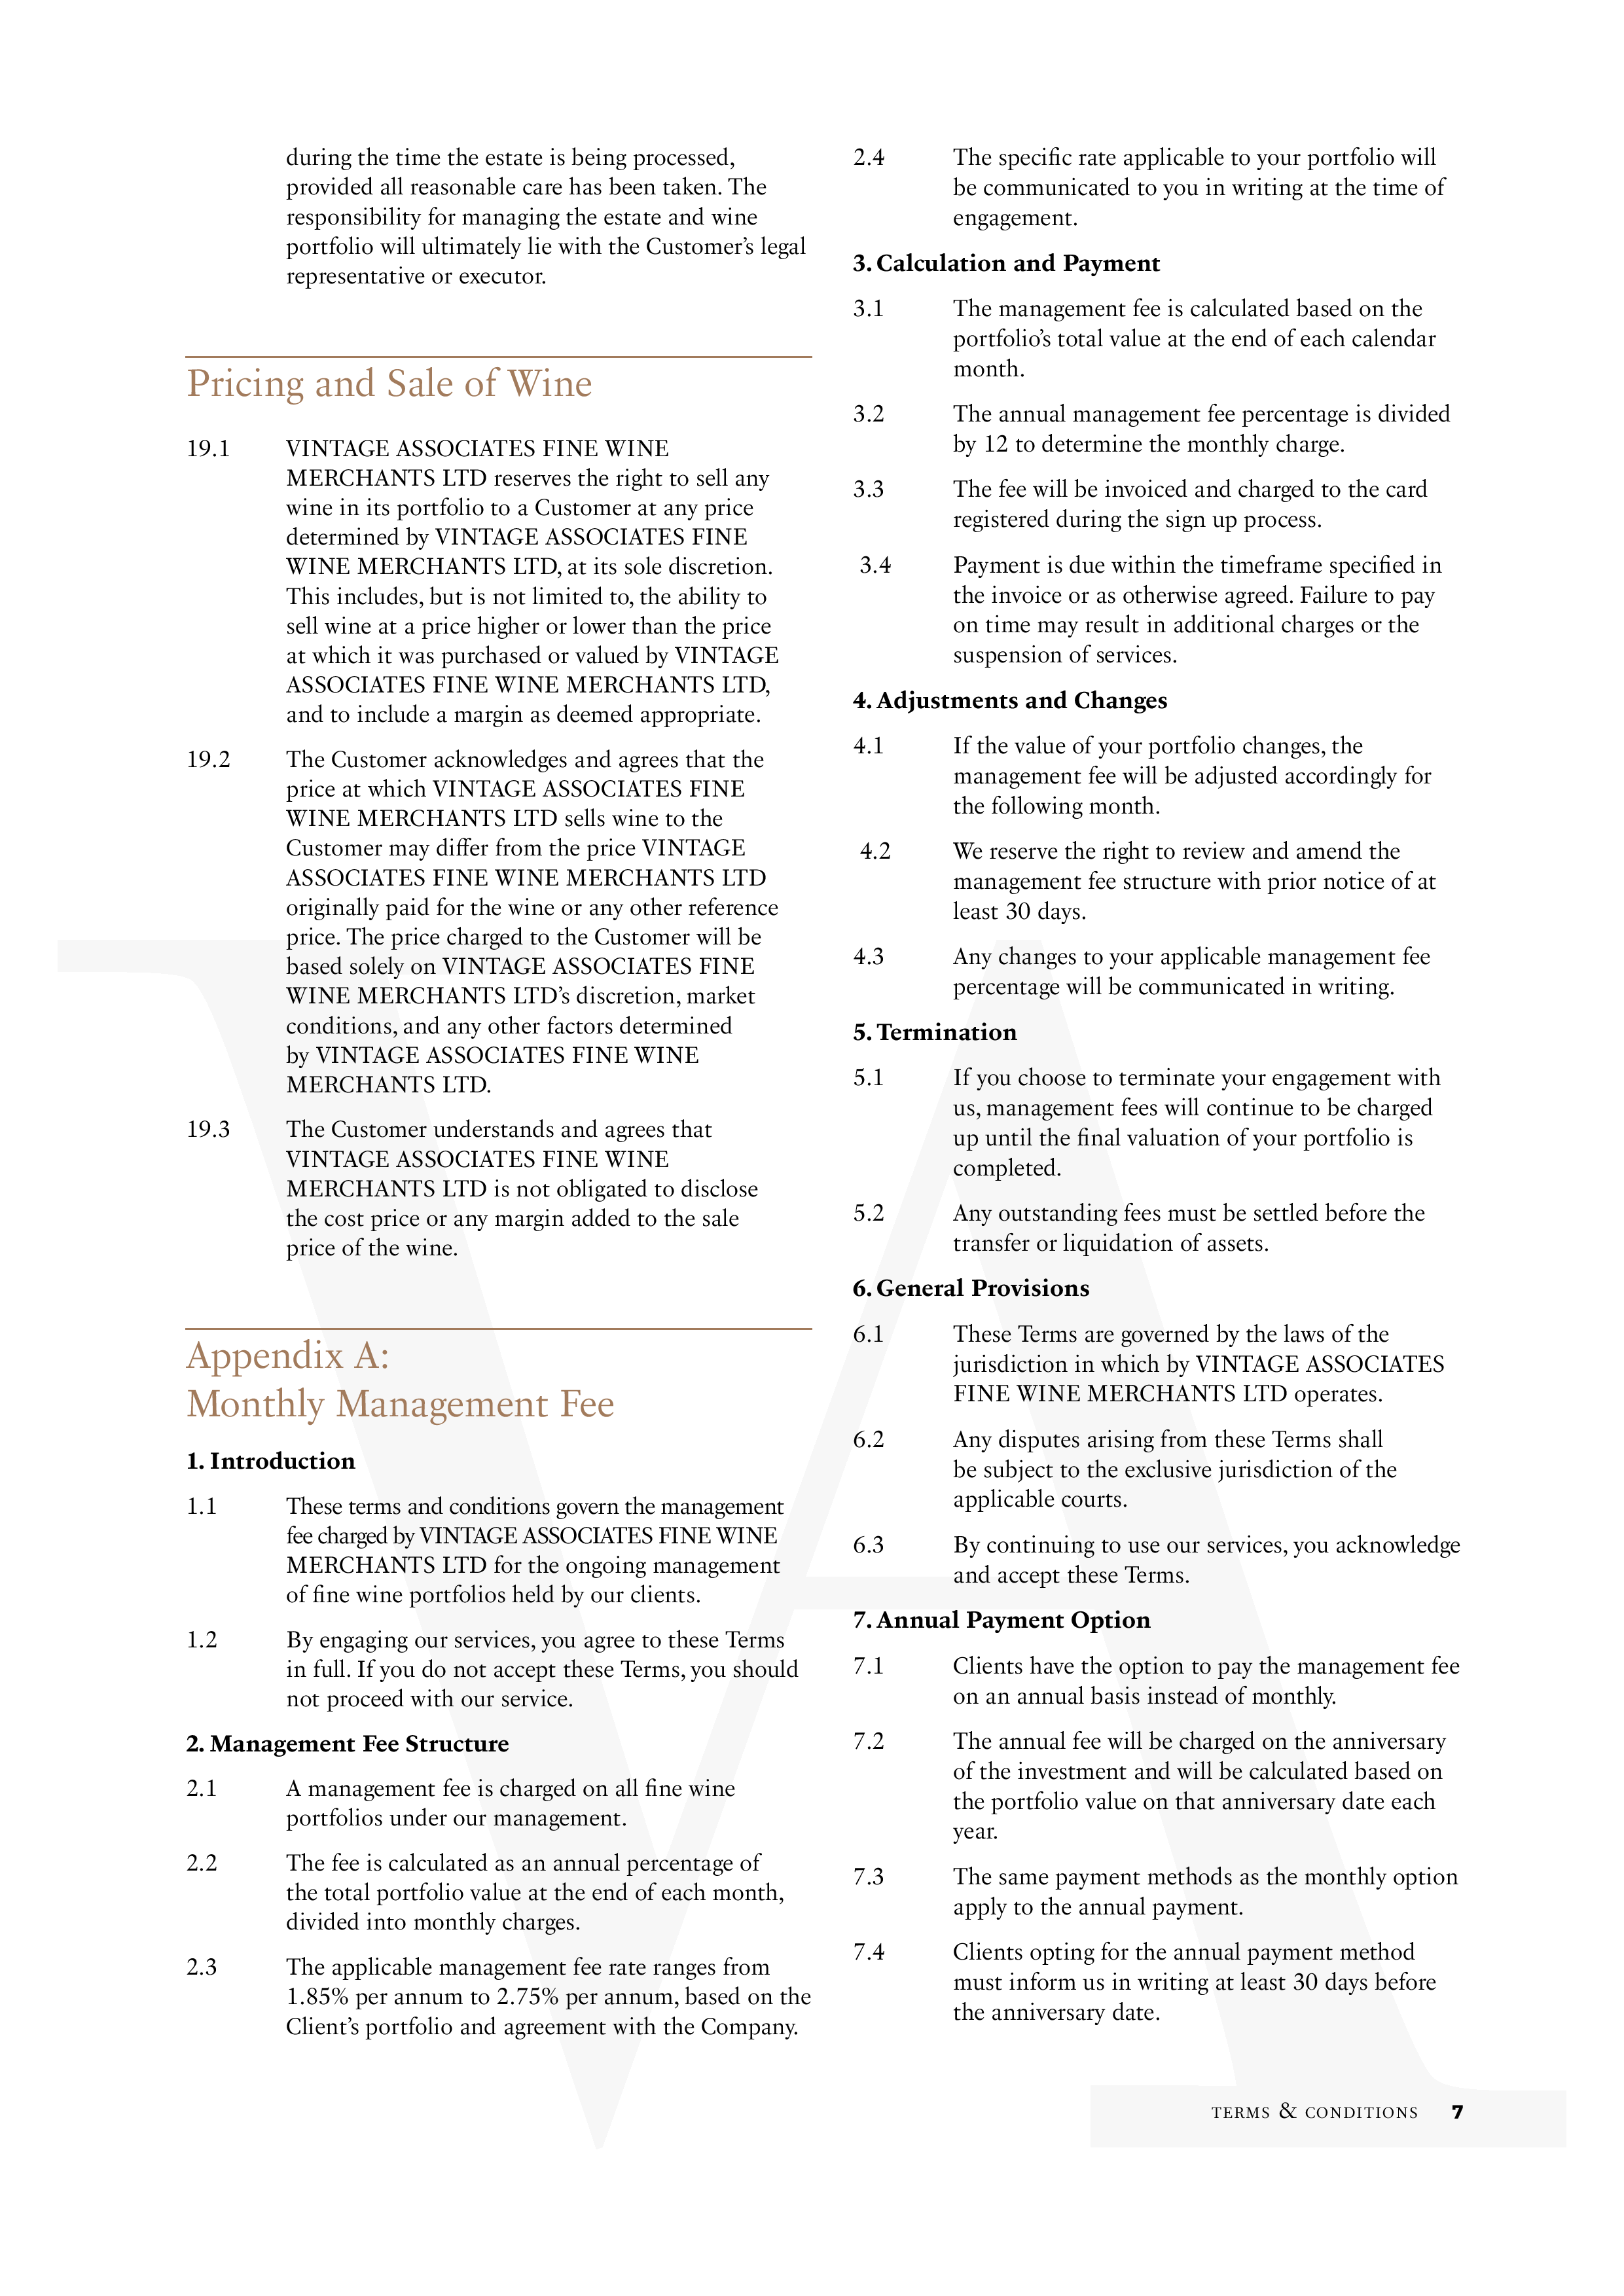 during the time the estate is being processed,
provided all reasonable care has been taken. The
responsibility for managing the estate and wine
portfolio will ultimately lie with the Customer’s legal
representative or executor.
Pricing and Sale of Wine
19.1 VINTAGE ASSOCIATES FINE WINE
MERCHANTS LTD reserves the right to sell any
wine in its portfolio to a Customer at any price
determined by VINTAGE ASSOCIATES FINE
WINE MERCHANTS LTD, at its sole discretion.
This includes, but is not limited to, the ability to
sell wine at a price higher or lower than the price
at which it was purchased or valued by VINTAGE
ASSOCIATES FINE WINE MERCHANTS LTD,
and to include a margin as deemed appropriate.
19.2 The Customer acknowledges and agrees that the
price at which VINTAGE ASSOCIATES FINE
WINE MERCHANTS LTD sells wine to the
Customer may differ from the price VINTAGE
ASSOCIATES FINE WINE MERCHANTS LTD
originally paid for the wine or any other reference
price. The price charged to the Customer will be
based solely on VINTAGE ASSOCIATES FINE
WINE MERCHANTS LTD’s discretion, market
conditions, and any other factors determined
by VINTAGE ASSOCIATES FINE WINE
MERCHANTS LTD.
19.3 The Customer understands and agrees that
VINTAGE ASSOCIATES FINE WINE
MERCHANTS LTD is not obligated to disclose
the cost price or any margin added to the sale
price of the wine.
Appendix A:
Monthly Management Fee
1. Introduction
1.1 These terms and conditions govern the management
fee charged by VINTAGE ASSOCIATES FINE WINE
MERCHANTS LTD for the ongoing management
of fine wine portfolios held by our clients.
1.2 By engaging our services, you agree to these Terms
in full. If you do not accept these Terms, you should
not proceed with our service.
2. Management Fee Structure
2.1 A management fee is charged on all fine wine
portfolios under our management.
2.2 The fee is calculated as an annual percentage of
the total portfolio value at the end of each month,
divided into monthly charges.
2.3 The applicable management fee rate ranges from
1.85% per annum to 2.75% per annum, based on the
Client’s portfolio and agreement with the Company.
2.4 The specific rate applicable to your portfolio will
be communicated to you in writing at the time of
engagement.
3. Calculation and Payment
3.1 The management fee is calculated based on the
portfolio’s total value at the end of each calendar
month.
3.2 The annual management fee percentage is divided
by 12 to determine the monthly charge.
3.3 The fee will be invoiced and charged to the card
registered during the sign up process.
3.4 Payment is due within the timeframe specified in
the invoice or as otherwise agreed. Failure to pay
on time may result in additional charges or the
suspension of services.
4. Adjustments and Changes
4.1 If the value of your portfolio changes, the
management fee will be adjusted accordingly for
the following month.
4.2 We reserve the right to review and amend the
management fee structure with prior notice of at
least 30 days.
4.3 Any changes to your applicable management fee
percentage will be communicated in writing.
5. Termination
5.1 If you choose to terminate your engagement with
us, management fees will continue to be charged
up until the final valuation of your portfolio is
completed.
5.2 Any outstanding fees must be settled before the
transfer or liquidation of assets.
6. General Provisions
6.1 These Terms are governed by the laws of the
jurisdiction in which by VINTAGE ASSOCIATES
FINE WINE MERCHANTS LTD operates.
6.2 Any disputes arising from these Terms shall
be subject to the exclusive jurisdiction of the
applicable courts.
6.3 By continuing to use our services, you acknowledge
and accept these Terms.
7. Annual Payment Option
7.1 Clients have the option to pay the management fee
on an annual basis instead of monthly.
7.2 The annual fee will be charged on the anniversary
of the investment and will be calculated based on
the portfolio value on that anniversary date each
year.
7.3 The same payment methods as the monthly option
apply to the annual payment.
7.4 Clients opting for the annual payment method
must inform us in writing at least 30 days before
the anniversary date.
TERMS & CONDITIONS 7
VA